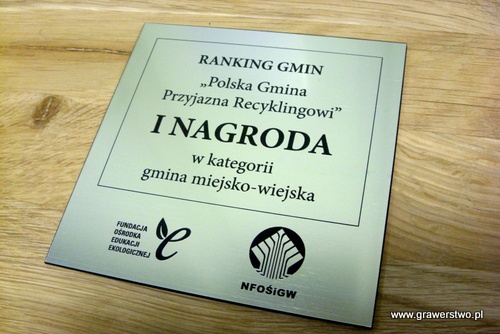 RANKING GMIN
„Polska Gmina
Przyjazna Recyklingowi”
I NAGRODA
w kategorii
gmina miejsko-wiejska
FUNDACJA
OŚRODKA
EDUKACJI
EKOLOGICZNEJ
NFOŚiGW
www.grawerstwo.pl